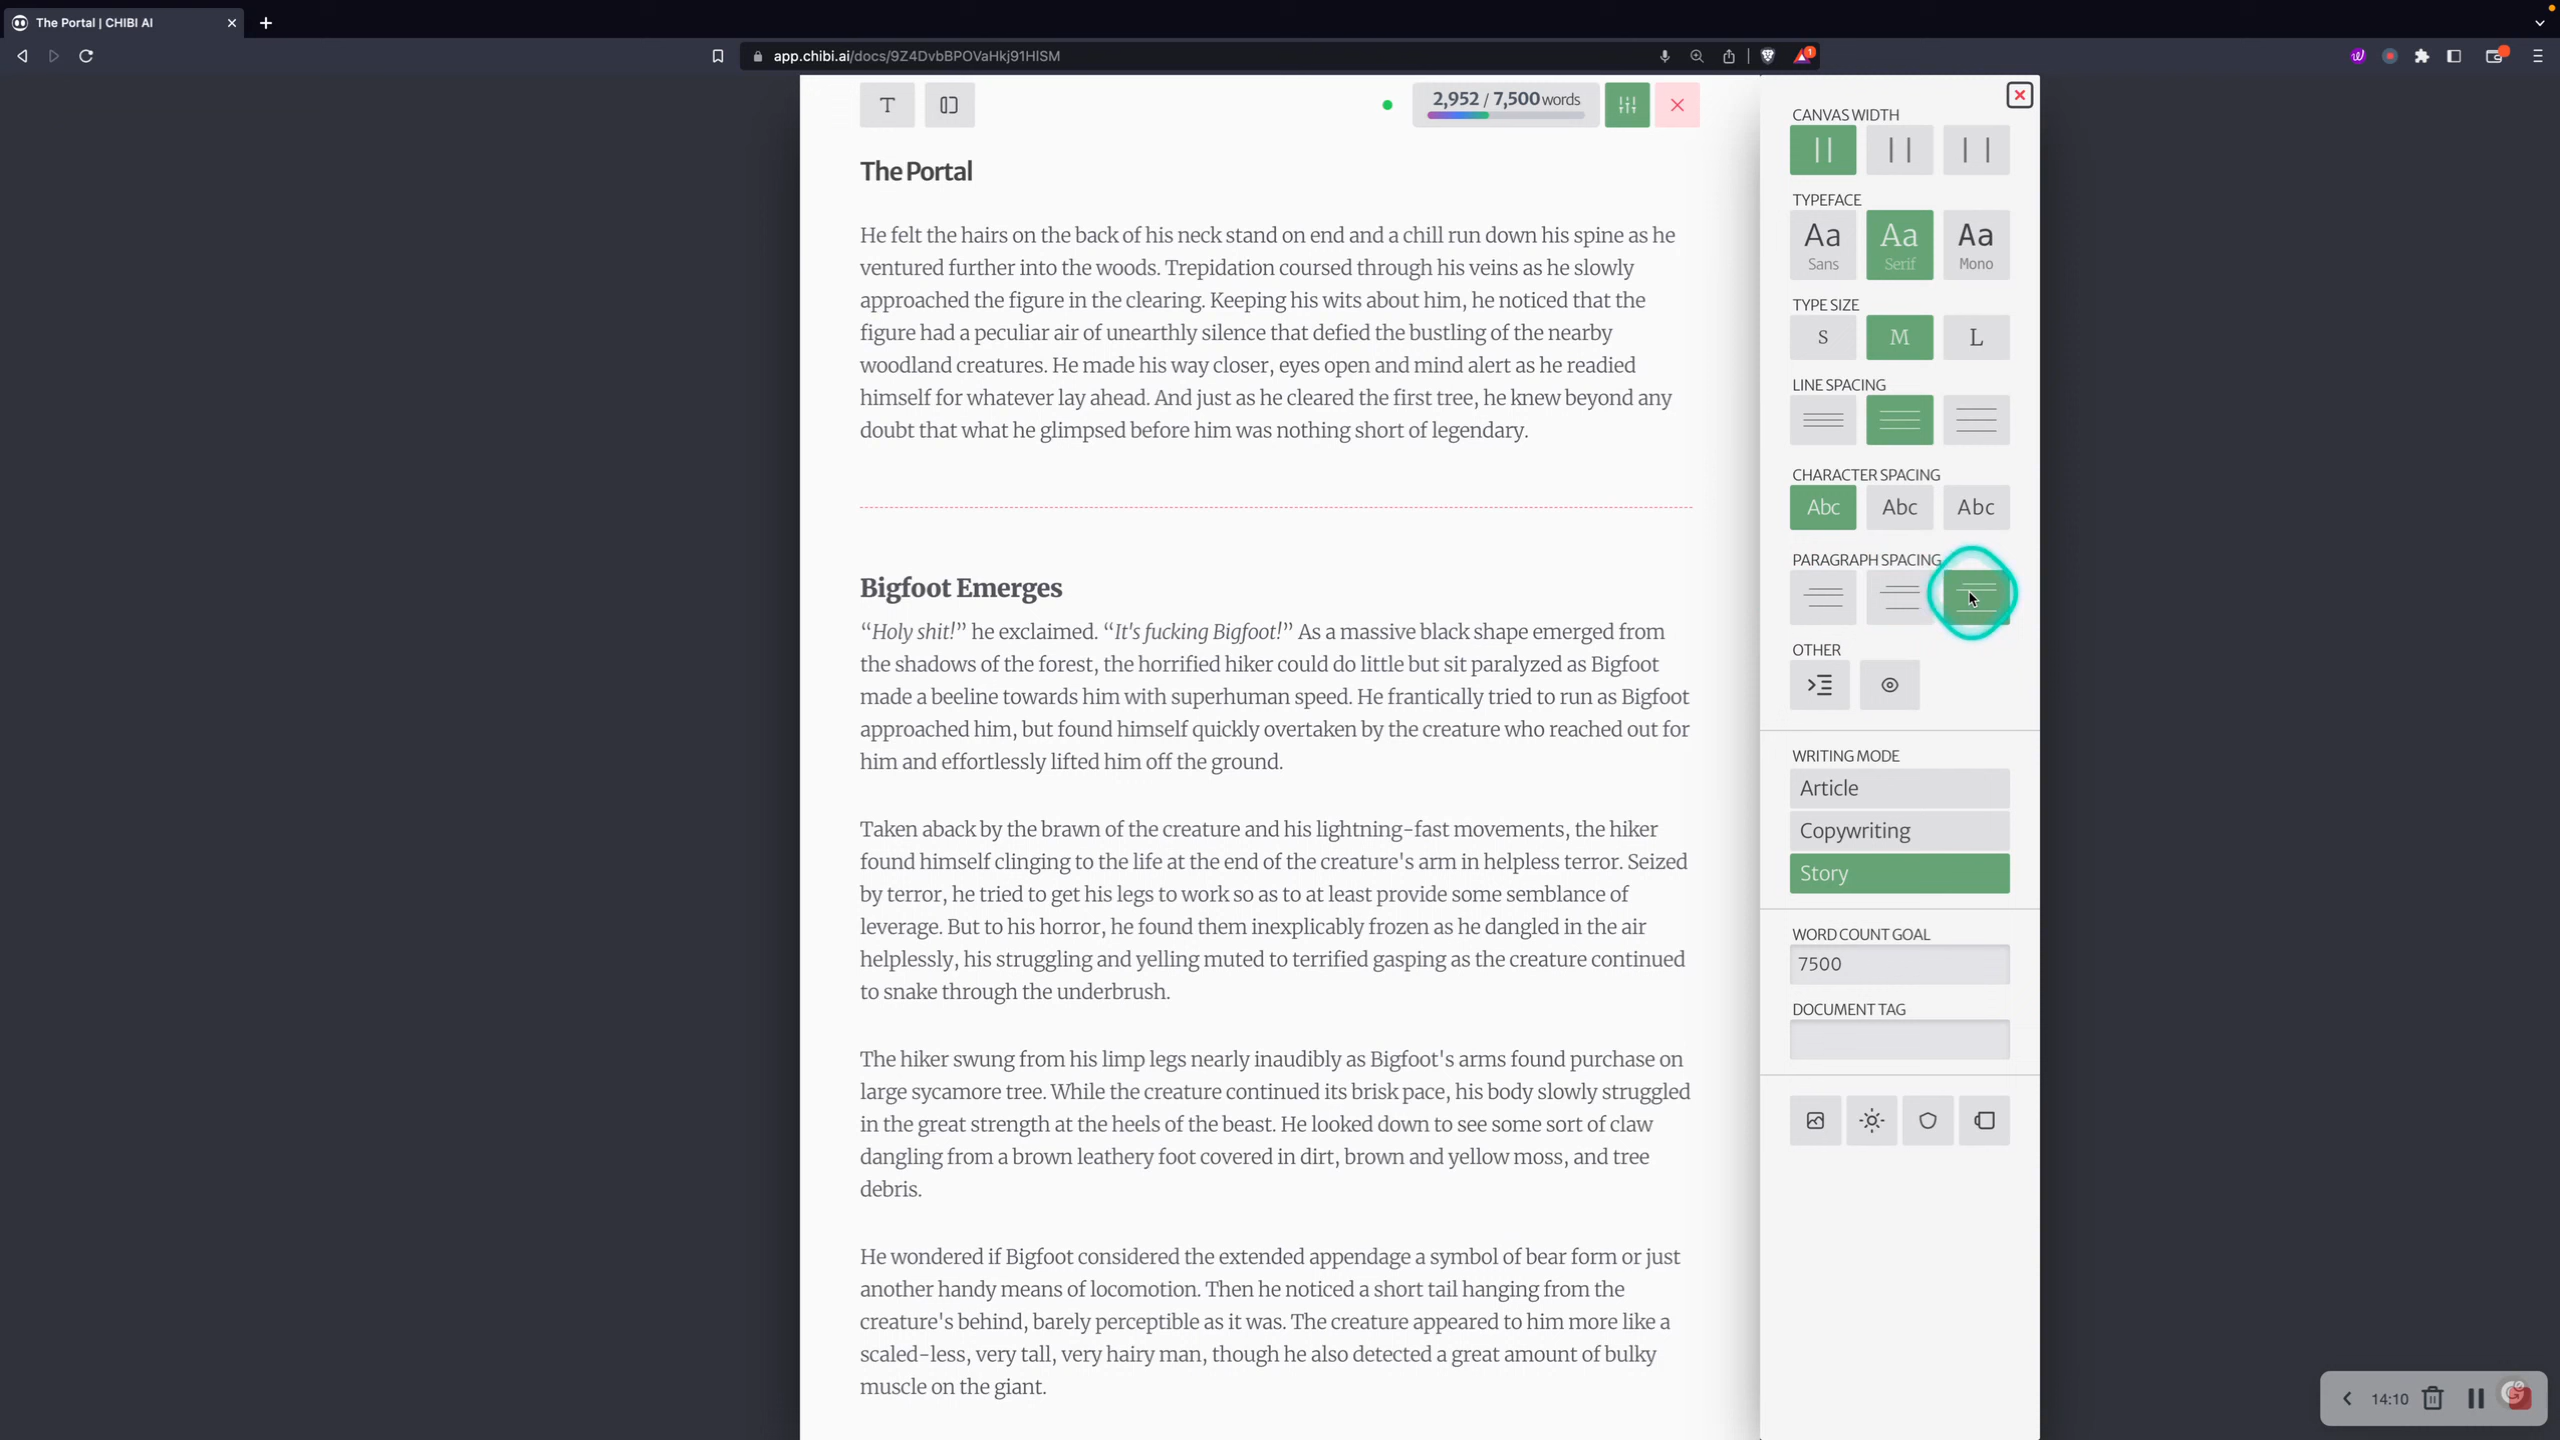 The Portal | CHIBI AI
app.chibi.ai/docs/9Z4DvbBPOVaHkj91HlSM
1
T
2,952 / 7,500 words
The Portal
He felt the hairs on the back of his neck stand on end and a chill run down his spine as he
ventured further into the woods. Trepidation coursed through his veins as he slowly
approached the figure in the clearing. Keeping his wits about him, he noticed that the
figure had a peculiar air of unearthly silence that defied the bustling of the nearby
woodland creatures. He made his way closer, eyes open and mind alert as he readied
himself for whatever lay ahead. And just as he cleared the first tree, he knew beyond any
doubt that what he glimpsed before him was nothing short of legendary.
Bigfoot Emerges
“Holy shit!” he exclaimed. “It's fucking Bigfoot!” As a massive black shape emerged from
the shadows of the forest, the horrified hiker could do little but sit paralyzed as Bigfoot
made a beeline towards him with superhuman speed. He frantically tried to run as Bigfoot
approached him, but found himself quickly overtaken by the creature who reached out for
him and effortlessly lifted him off the ground.
Taken aback by the brawn of the creature and his lightning-fast movements, the hiker
found himself clinging to the life at the end of the creature's arm in helpless terror. Seized
by terror, he tried to get his legs to work so as to at least provide some semblance of
leverage. But to his horror, he found them inexplicably frozen as he dangled in the air
helplessly, his struggling and yelling muted to terrified gasping as the creature continued
to snake through the underbrush.
The hiker swung from his limp legs nearly inaudibly as Bigfoot's arms found purchase on
large sycamore tree. While the creature continued its brisk pace, his body slowly struggled
in the great strength at the heels of the beast. He looked down to see some sort of claw
dangling from a brown leathery foot covered in dirt, brown and yellow moss, and tree
debris.
He wondered if Bigfoot considered the extended appendage a symbol of bear form or just
another handy means of locomotion. Then he noticed a short tail hanging from the
creature's behind, barely perceptible as it was. The creature appeared to him more like a
scaled-less, very tall, very hairy man, though he also detected a great amount of bulky
muscle on the giant.
CANVAS WIDTH
TYPEFACE
Aa Aa Aa
Sans Serif Mono
TYPE SIZE
S M L
LINE SPACING
CHARACTER SPACING
Abc Abc Abc
PARAGRAPH SPACING
OTHER
WRITING MODE
Article
Copywriting
Story
WORD COUNT GOAL
7500
DOCUMENT TAG
14:10